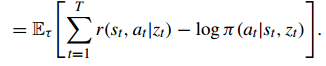 = \mathbb{E}_{\tau} \left[ \sum_{t=1}^{T} r(s_t, a_t | z_t) - \log \pi (a_t | s_t, z_t) \right].